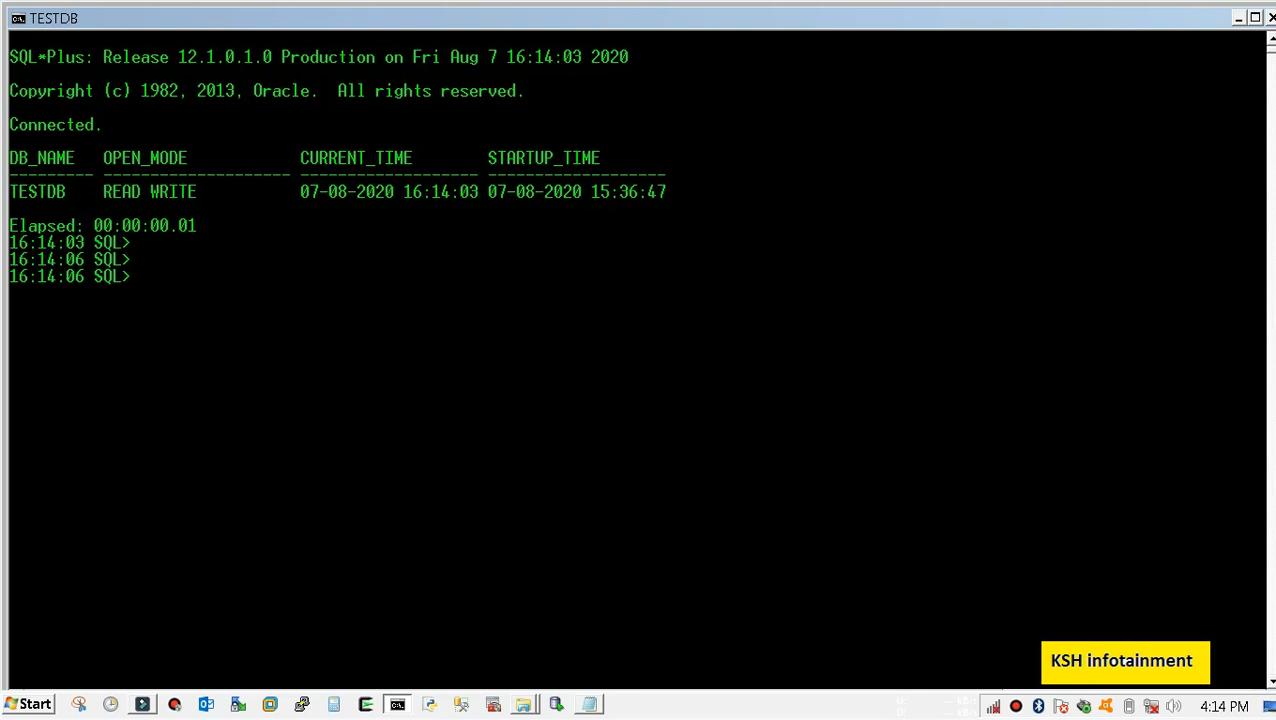 TESTDB
SQL*Plus: Release 12.1.0.1.0 Production on Fri Aug 7 16:14:03 2020
Copyright (c) 1982, 2013, Oracle.  All rights reserved.
Connected.
DB_NAME   OPEN_MODE            CURRENT_TIME        STARTUP_TIME
--------- -------------------- ------------------- -------------------
TESTDB    READ WRITE           07-08-2020 16:14:03 07-08-2020 15:36:47
Elapsed: 00:00:00.01
16:14:03 SQL>
16:14:06 SQL>
16:14:06 SQL>
KSH infotainment
Start
4:14 PM